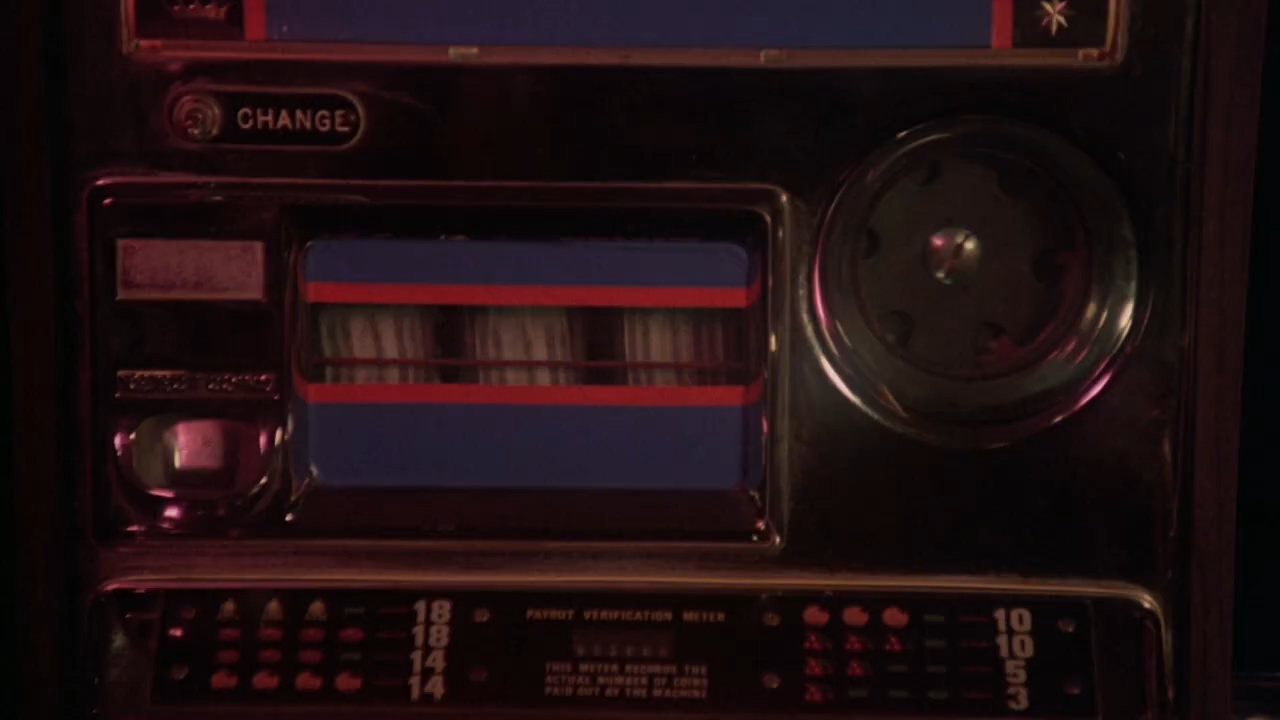 CHANGE
18
18
14
14
PAYOUT VERIFICATION METER
THIS METER RECORDS THE
ACTUAL NUMBER OF COINS
PAID OUT BY THE MACHINE
10
10
5
3